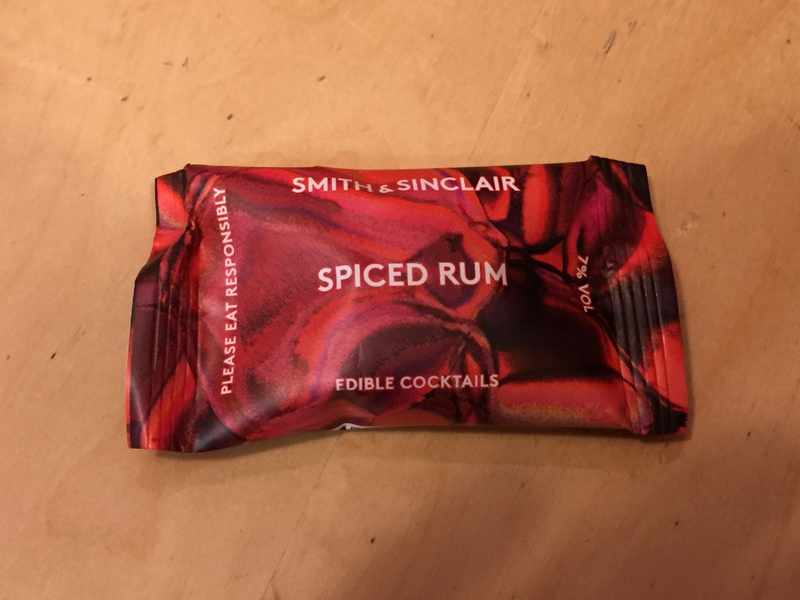 SMITH & SINCLAIR
PLEASE EAT RESPONSIBLY
SPICED RUM
7% VOL
EDIBLE COCKTAILS